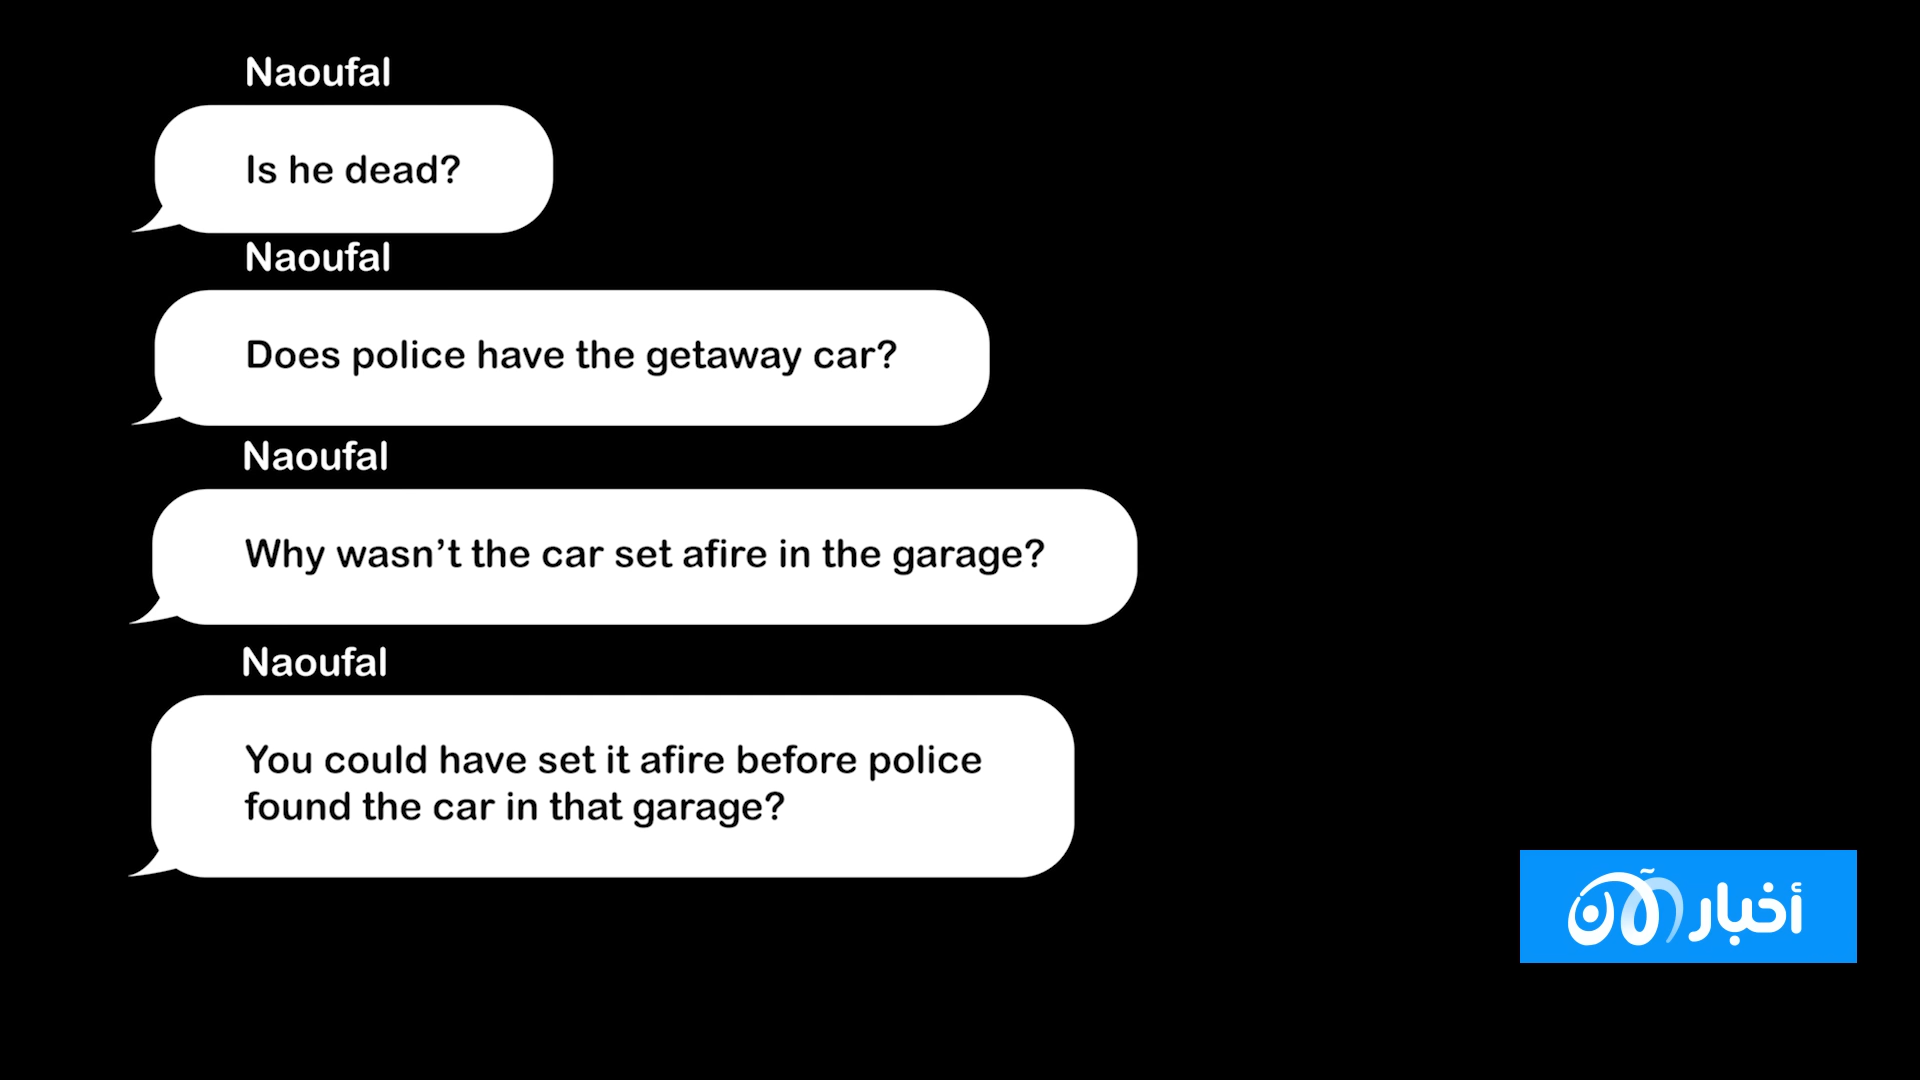 Naoufal
Is he dead?
Naoufal
Does police have the getaway car?
Naoufal
Why wasn’t the car set afire in the garage?
Naoufal
You could have set it afire before police
found the car in that garage?
أخبار الآن